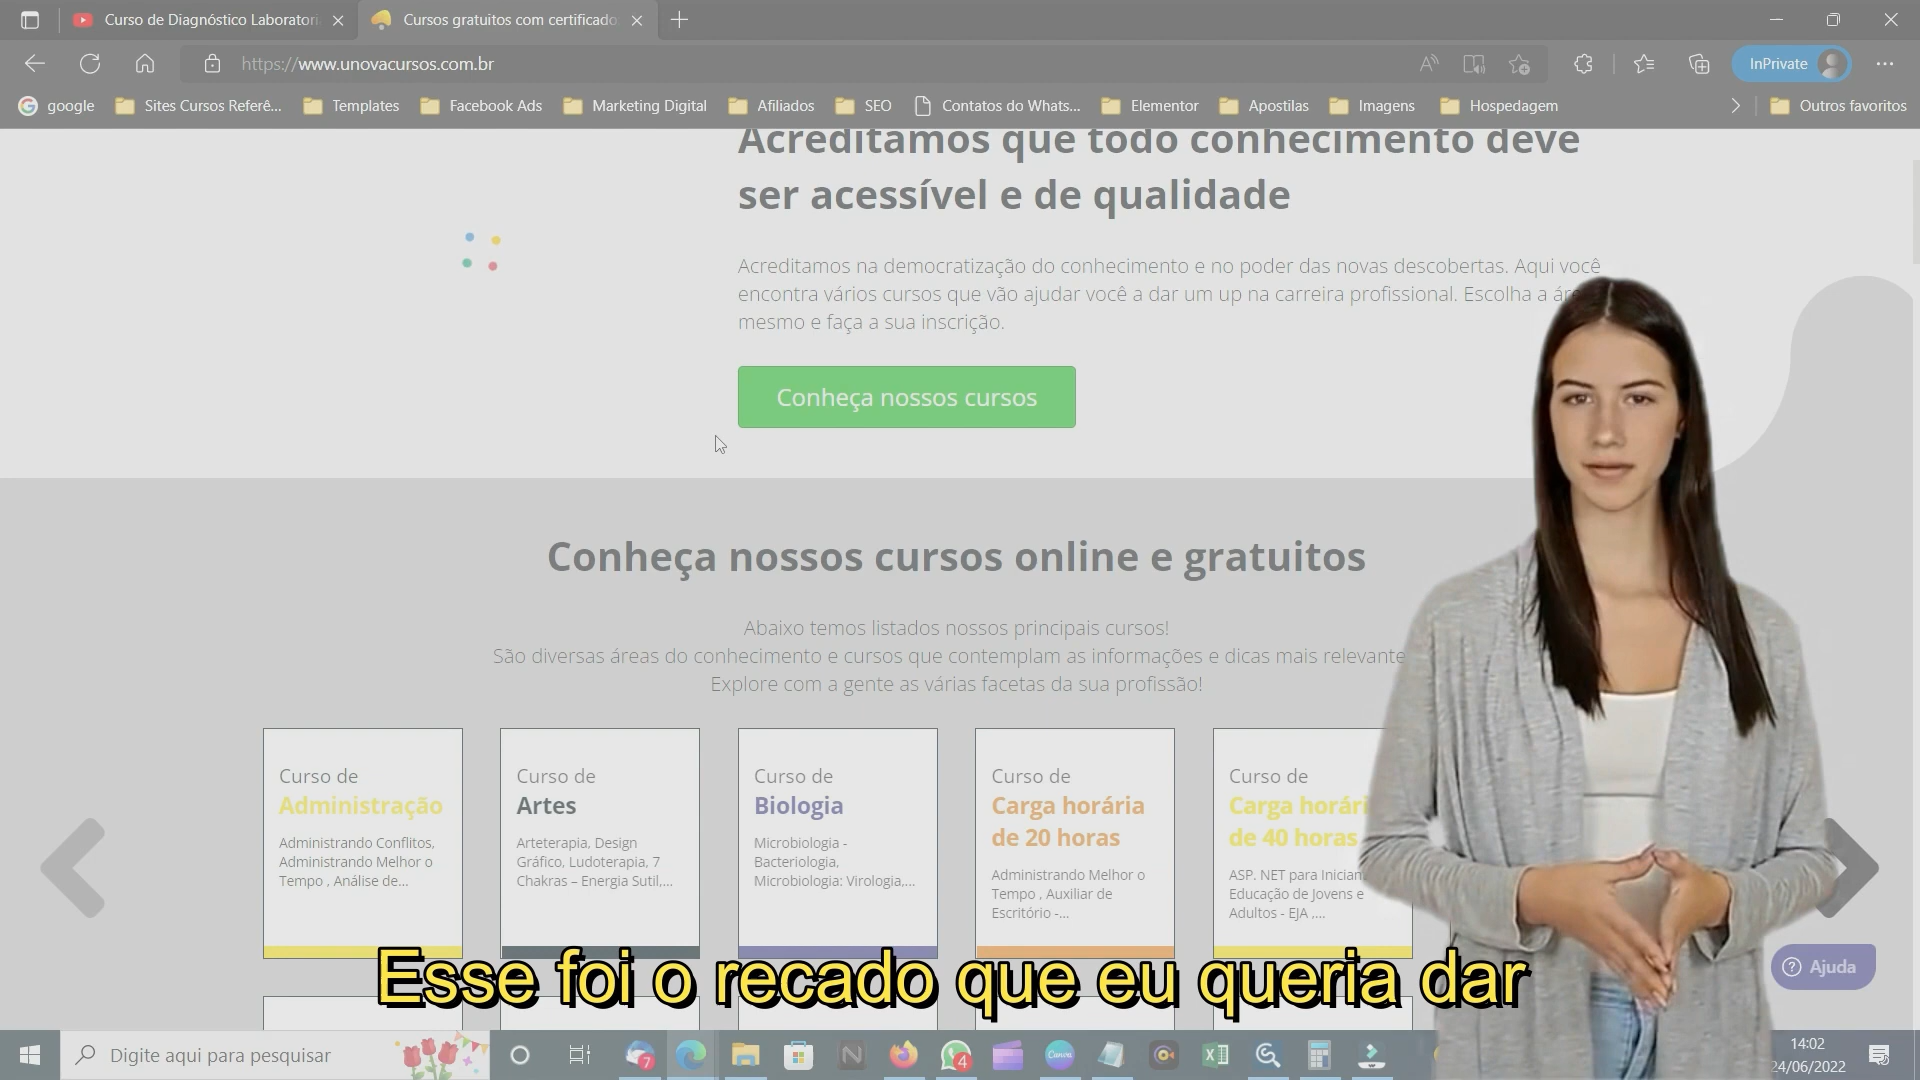 Curso de Diagnóstico Laboratori
Cursos gratuitos com certificado
https://www.unovacursos.com.br
InPrivate
google
Sites Cursos Referê...
Templates
Facebook Ads
Marketing Digital
Afiliados
SEO
Contatos do Whats...
Elementor
Apostilas
Imagens
Hospedagem
Outros favoritos
Acreditamos que todo conhecimento deve
ser acessível e de qualidade
Acreditamos na democratização do conhecimento e no poder das novas descobertas. Aqui você
encontra vários cursos que vão ajudar você a dar um up na carreira profissional. Escolha a
mesmo e faça a sua inscrição.
Conheça nossos cursos
Conheça nossos cursos online e gratuitos
Abaixo temos listados nossos principais cursos!
São diversas áreas do conhecimento e cursos que contemplam as informações e dicas mais relevante
Explore com a gente as várias facetas da sua profissão!
Curso de
Administração
Administrando Conflitos,
Administrando Melhor o
Tempo , Análise de...
Curso de
Artes
Arteterapia, Design
Gráfico, Ludoterapia, 7
Chakras – Energia Sutil,...
Curso de
Biologia
Microbiologia -
Bacteriologia,
Microbiologia: Virologia,...
Curso de
Carga horária
de 20 horas
Administrando Melhor o
Tempo , Auxiliar de
Escritório -...
Curso de
Carga horári
de 40 horas
ASP. NET para Inician
Educação de Jovens e
Adultos - EJA ,...
Esse foi o recado que eu queria dar
Ajuda
Digite aqui para pesquisar
7
N
4
Canva
14:02
24/06/2022